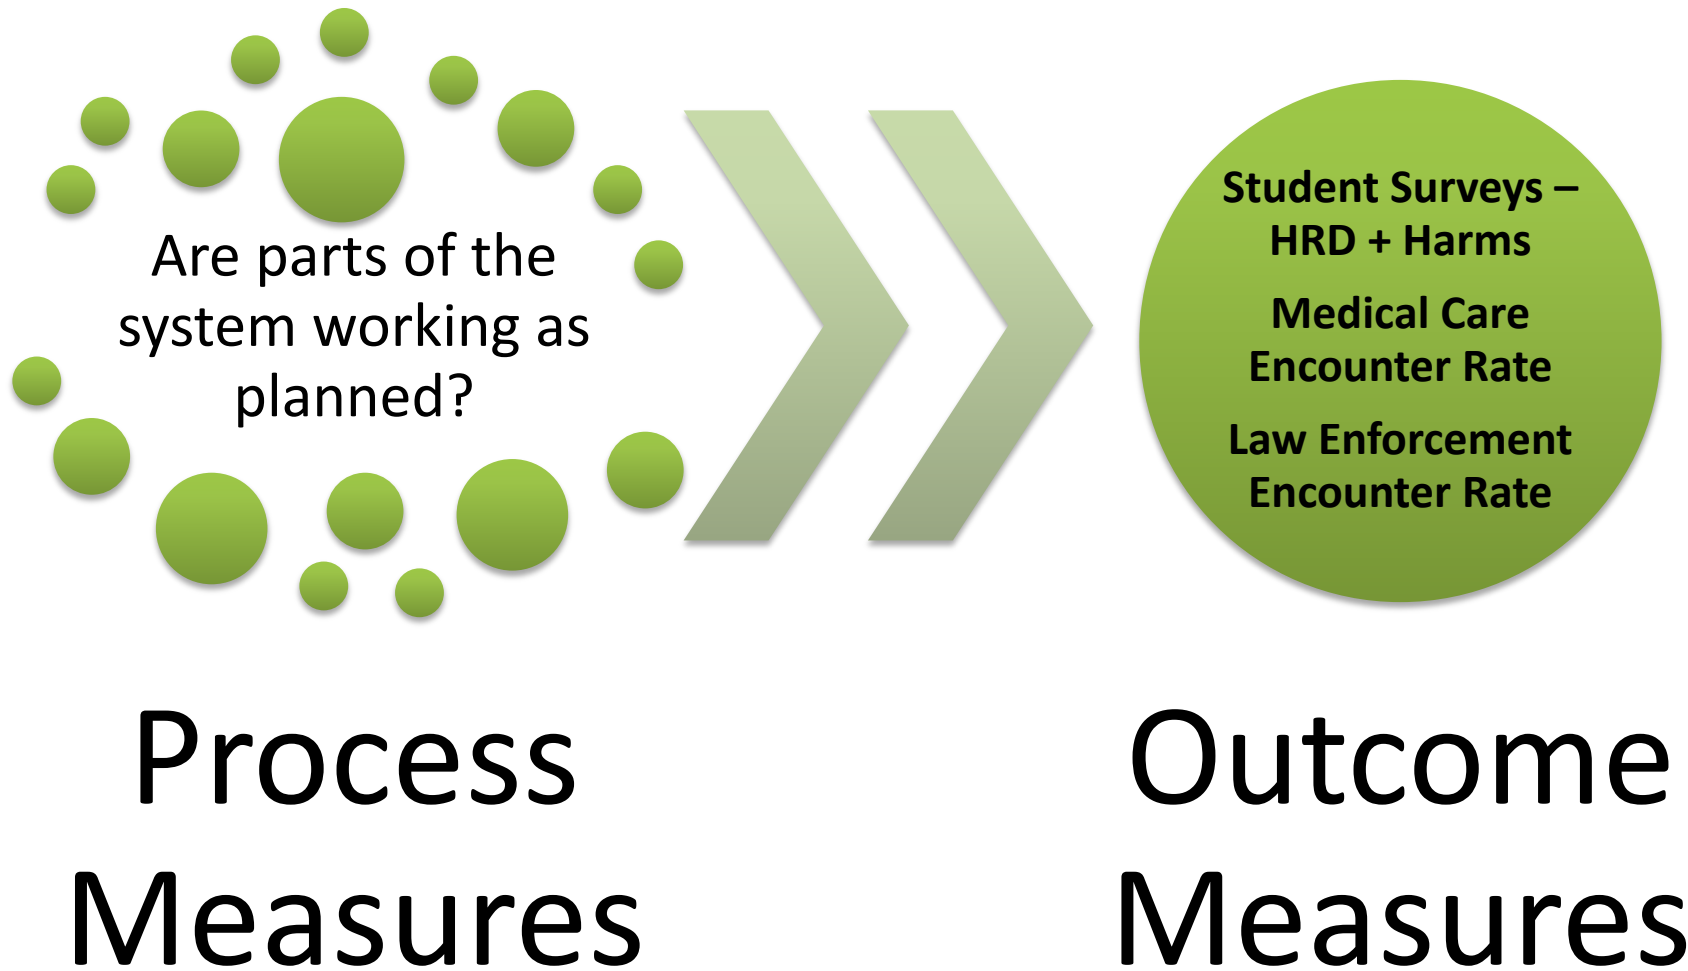 Are parts of the
system working as
planned?
Process
Measures
Student Surveys –
HRD + Harms
Medical Care
Encounter Rate
Law Enforcement
Encounter Rate
Outcome
Measures